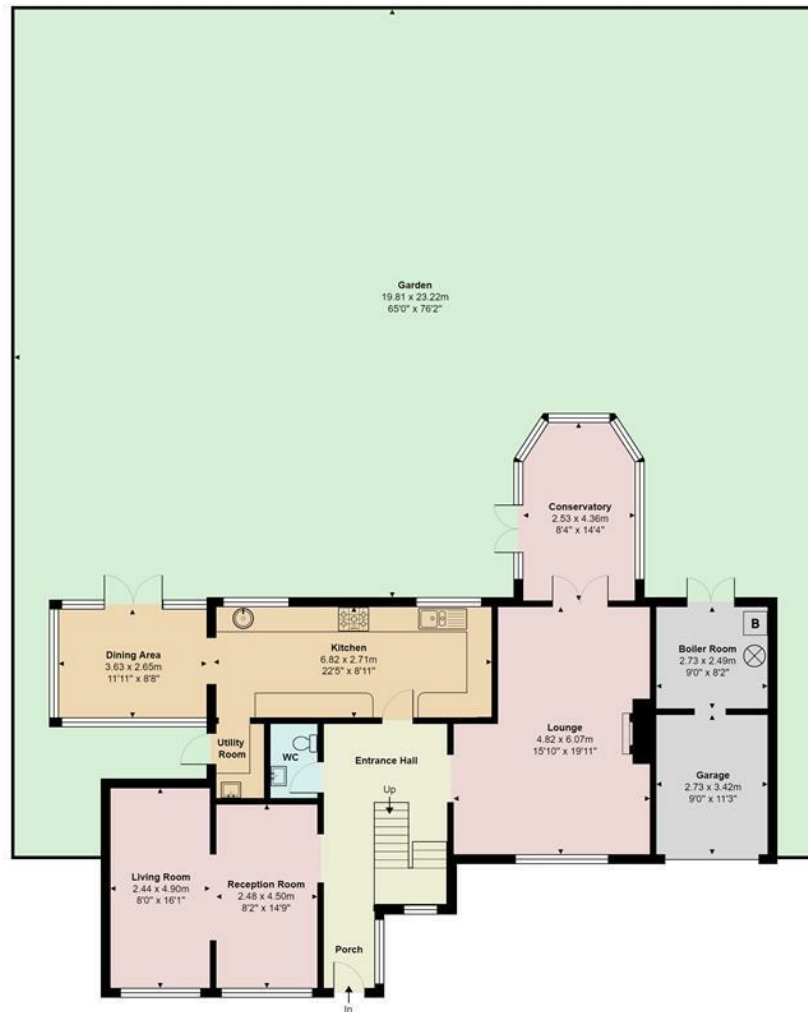 Garden
19.81 x 23.22m
65'0" x 76'2"
Conservatory
2.53 x 4.36m
8'4" x 14'4"
Dining Area
3.63 x 2.65m
11'11" x 8'8"
Kitchen
6.82 x 2.71m
22'5" x 8'11"
B
Boiler Room
2.73 x 2.49m
9'0" x 8'2"
Utility
Room
WC
Entrance Hall
Up
Lounge
4.82 x 6.07m
15'10" x 19'11"
Garage
2.73 x 3.42m
9'0" x 11'3"
Living Room
2.44 x 4.90m
8'0" x 16'1"
Reception Room
2.48 x 4.50m
8'2" x 14'9"
Porch
In